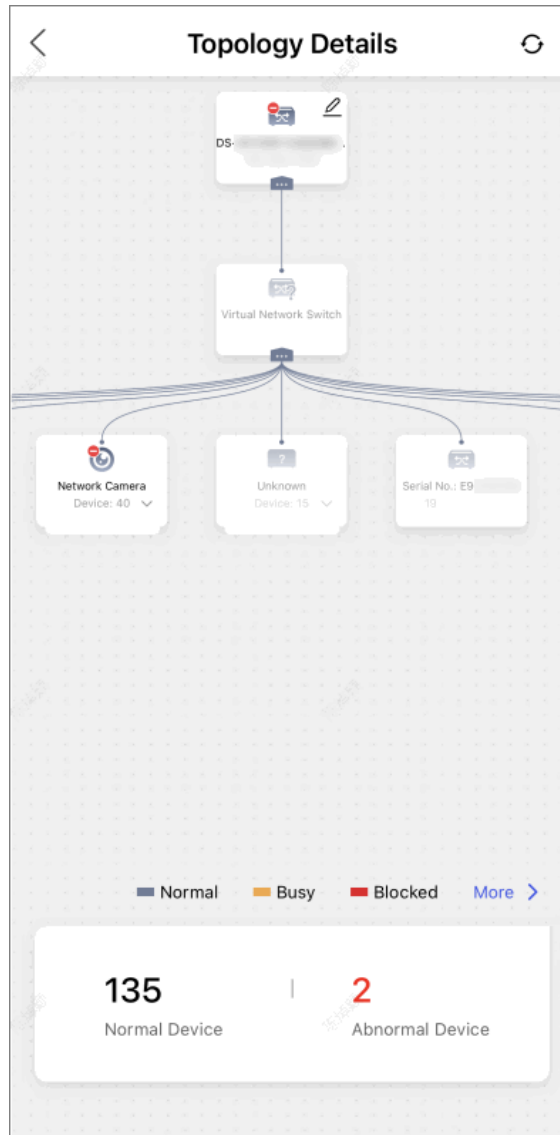 Topology Details
DS-
Virtual Network Switch
Network Camera
Device: 40
Unknown
Device: 15
Serial No.: E9
19
Normal
Busy
Blocked
More
135
Normal Device
2
Abnormal Device